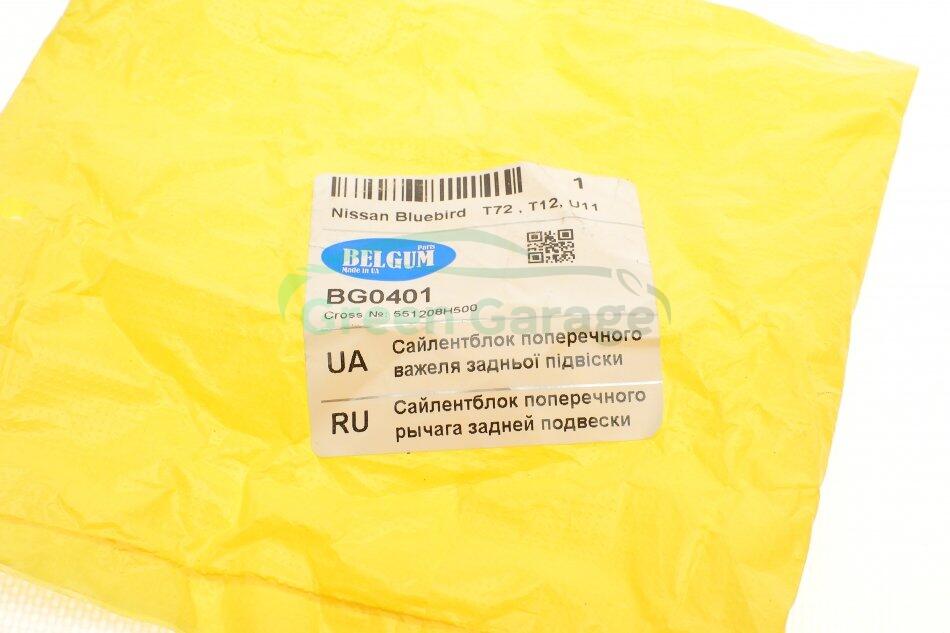 1
Nissan Bluebird T72 , T12, U11
Parts
BELGUM
Made in UA
BG0401
Cross №: 551208H500
Green Garage
UA
Сайлентблок поперечного
важеля задньої підвіски
RU
Сайлентблок поперечного
рычага задней подвески